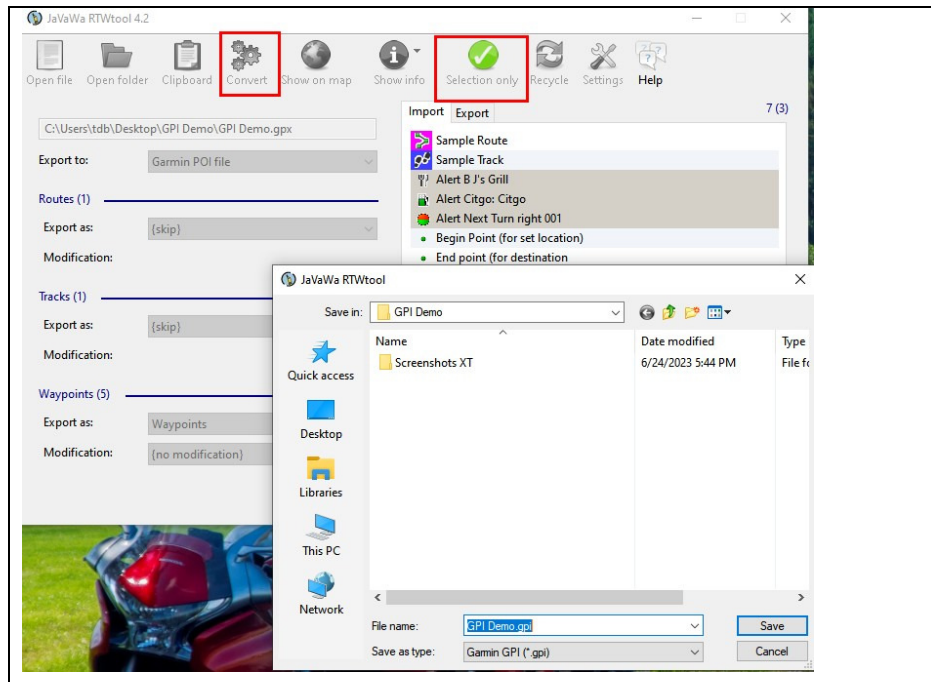 JaVaWa RTWtool 4.2
Open file Open folder Clipboard Convert Show on map Show info Selection only Recycle Settings Help
Import Export 7 (3)
C:\Users\tdb\Desktop\GPI Demo\GPI Demo.gpx
Sample Route
Export to: Garmin POI file
Sample Track
Alert B J's Grill
Routes (1)
Alert Citgo: Citgo
Alert Next Turn right 001
Export as: {skip}
Begin Point (for set location)
Modification:
End point (for destination
JaVaWa RTWtool
Tracks (1)
Save in: GPI Demo
Export as: {skip}
Name Date modified Type
Modification:
Screenshots XT 6/24/2023 5:44 PM File fo
Quick access
Waypoints (5)
Export as: Waypoints
Desktop
Modification: (no modification)
Libraries
This PC
Network
File name: GPI Demo.gpi Save
Save as type: Garmin GPI (*.gpi) Cancel